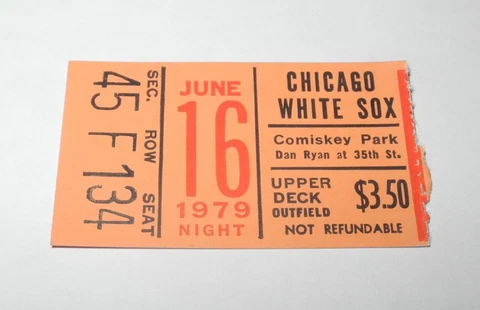 SEC. ROW SEAT
45 F 134
JUNE
16
1979
NIGHT
CHICAGO
WHITE SOX
Comiskey Park
Dan Ryan at 35th St.
UPPER
DECK
OUTFIELD
$3.50
NOT REFUNDABLE